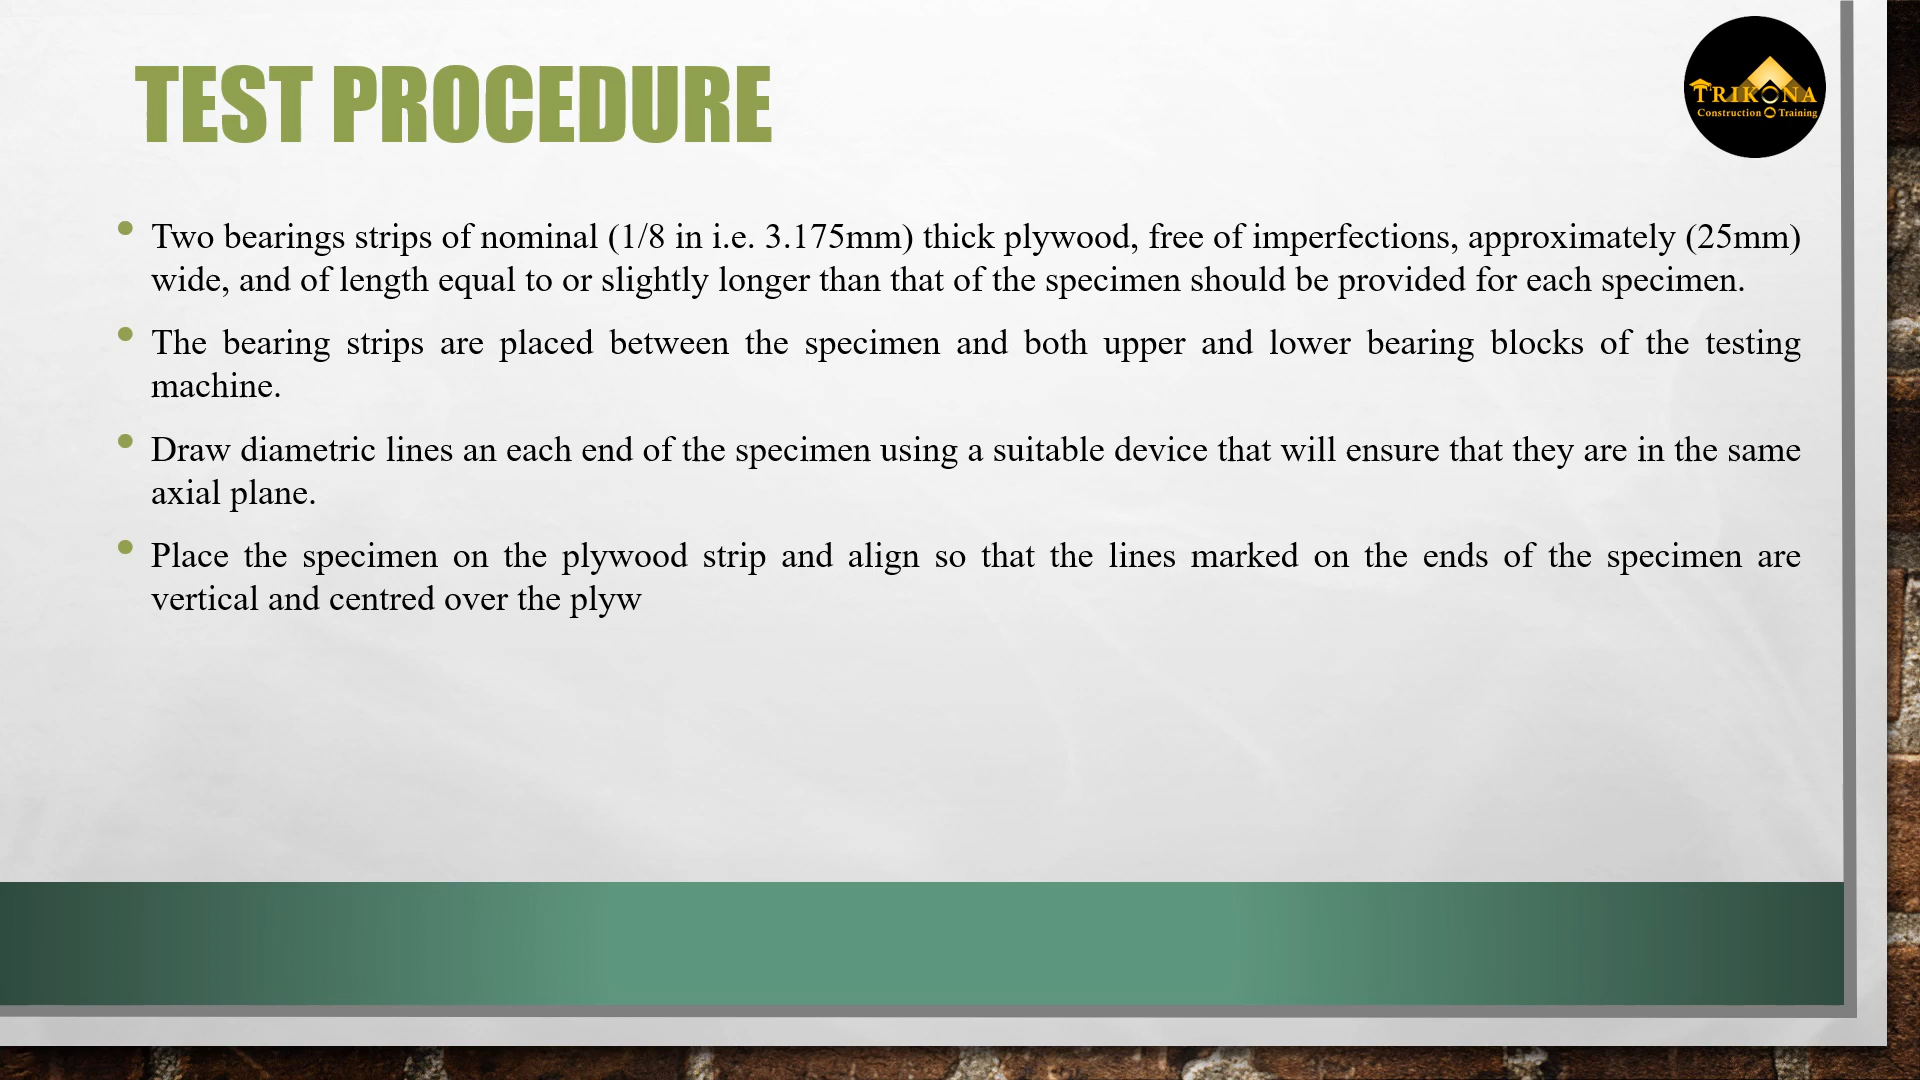 TEST PROCEDURE
TRIKONA
Construction Training
• Two bearings strips of nominal (1/8 in i.e. 3.175mm) thick plywood, free of imperfections, approximately (25mm)
wide, and of length equal to or slightly longer than that of the specimen should be provided for each specimen.
• The bearing strips are placed between the specimen and both upper and lower bearing blocks of the testing
machine.
• Draw diametric lines an each end of the specimen using a suitable device that will ensure that they are in the same
axial plane.
• Place the specimen on the plywood strip and align so that the lines marked on the ends of the specimen are
vertical and centred over the plyw